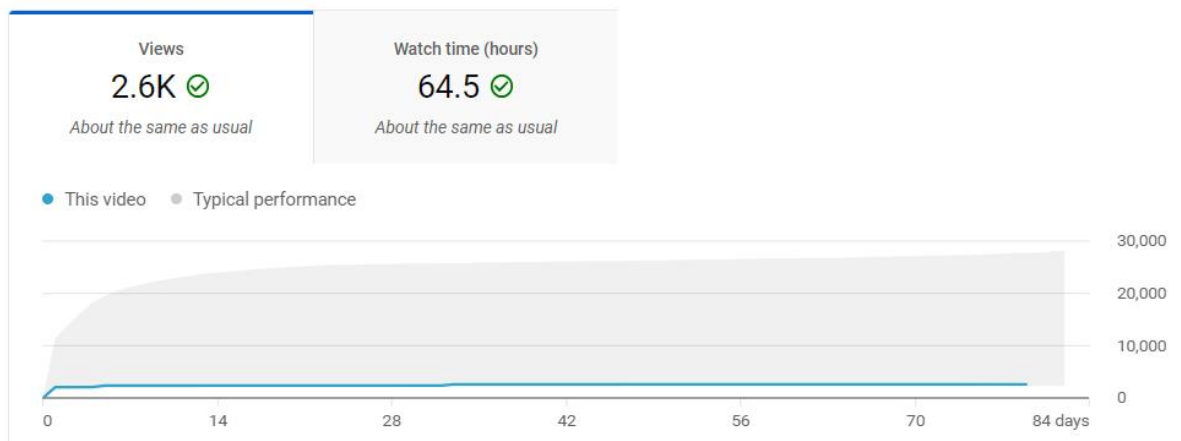 Views Watch time (hours)
2.6K 64.5
About the same as usual About the same as usual
This video Typical performance
30,000
20,000
10,000
0
0 14 28 42 56 70 84 days